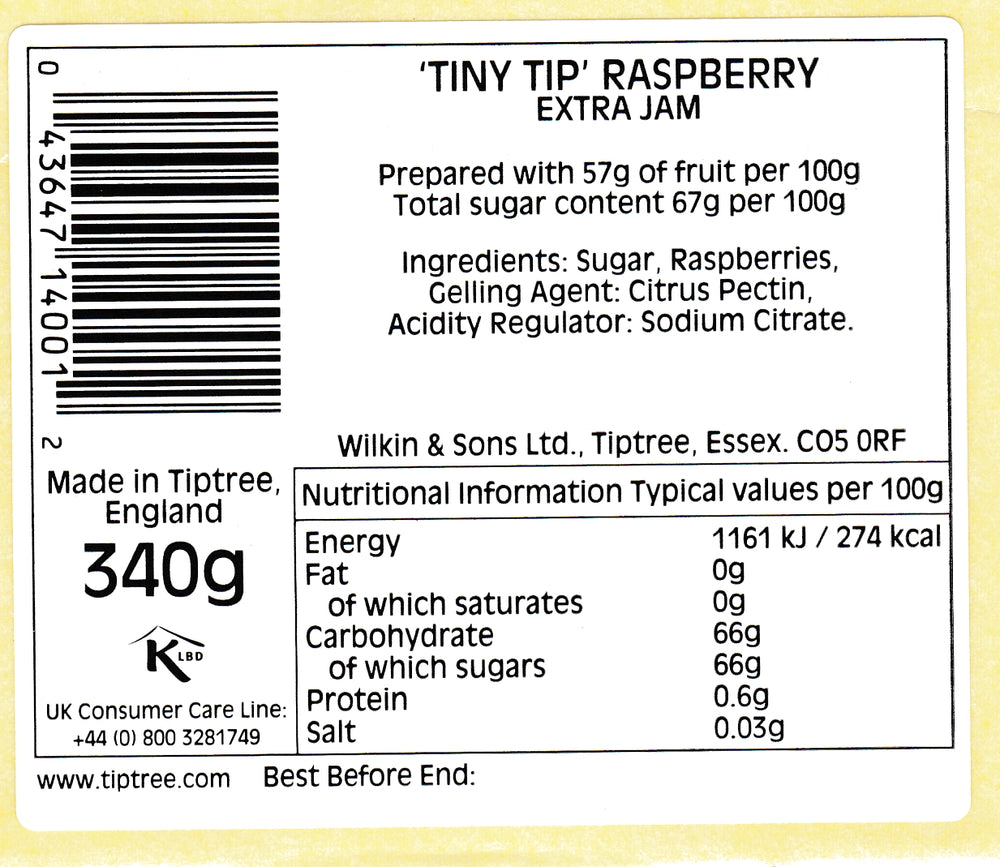 'TINY TIP' RASPBERRY
EXTRA JAM
Prepared with 57g of fruit per 100g
Total sugar content 67g per 100g
Ingredients: Sugar, Raspberries,
Gelling Agent: Citrus Pectin,
Acidity Regulator: Sodium Citrate.
Wilkin & Sons Ltd., Tiptree, Essex. CO5 0RF
0 43647 14001 2
Made in Tiptree,
England
340g
K LBD
UK Consumer Care Line:
+44 (0) 800 3281749
Nutritional Information Typical values per 100g
Energy 1161 kJ / 274 kcal
Fat 0g
of which saturates 0g
Carbohydrate 66g
of which sugars 66g
Protein 0.6g
Salt 0.03g
www.tiptree.com Best Before End: